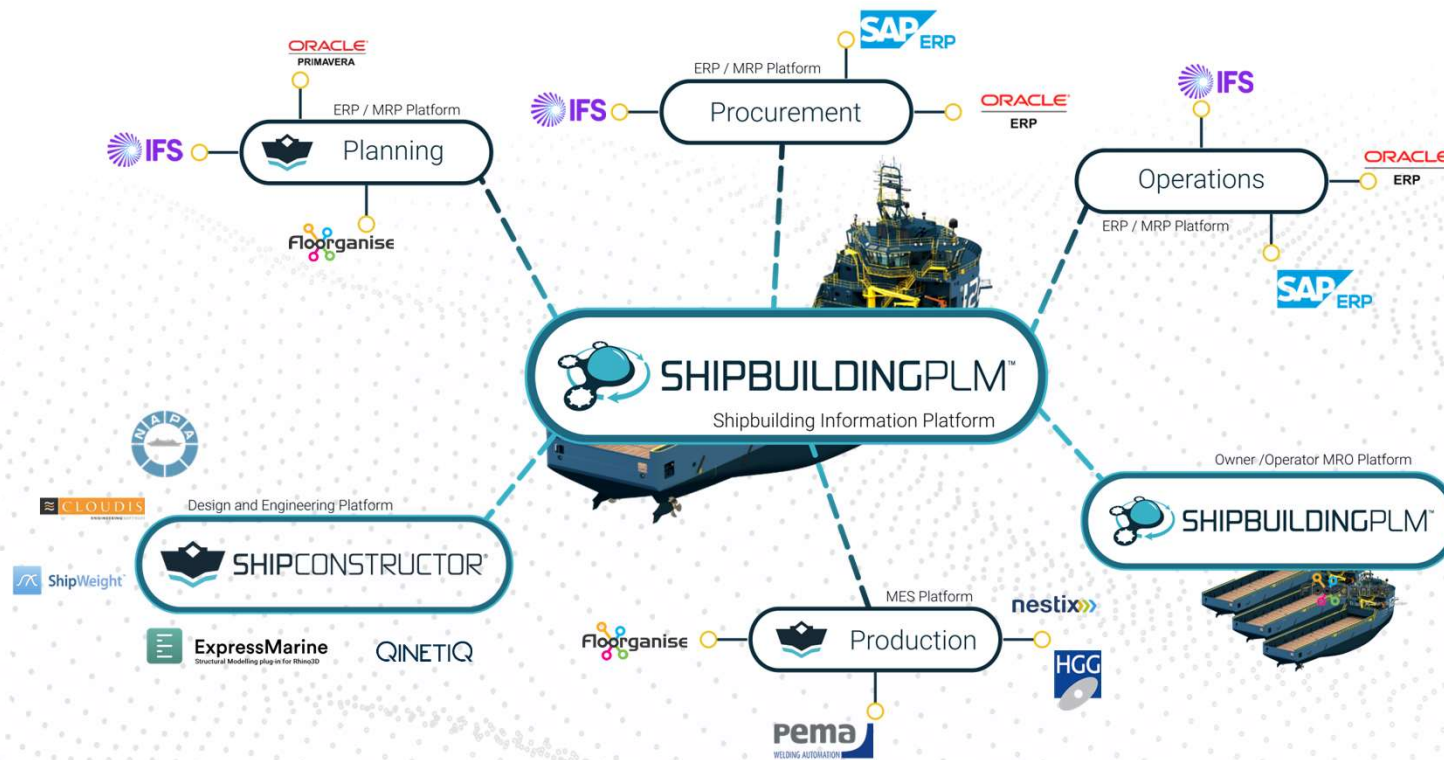 ORACLE®
PRIMAVERA
ERP / MRP Platform
IFS
Planning
Floorganise
SAP ERP
ERP / MRP Platform
IFS
Procurement
ORACLE®
ERP
IFS
Operations
ORACLE
ERP
ERP / MRP Platform
SAP ERP
SHIPBUILDINGPLM™
Shipbuilding Information Platform
NAPA
CLOUDIS
Design and Engineering Platform
SHIPCONSTRUCTOR®
ShipWeight
ExpressMarine
Structural Modelling plug-in for Rhino3D
QINETIQ
Owner /Operator MRO Platform
SHIPBUILDINGPLM™
MES Platform
Floorganise
Production
nestix
HGG
pema
WELDING AUTOMATION